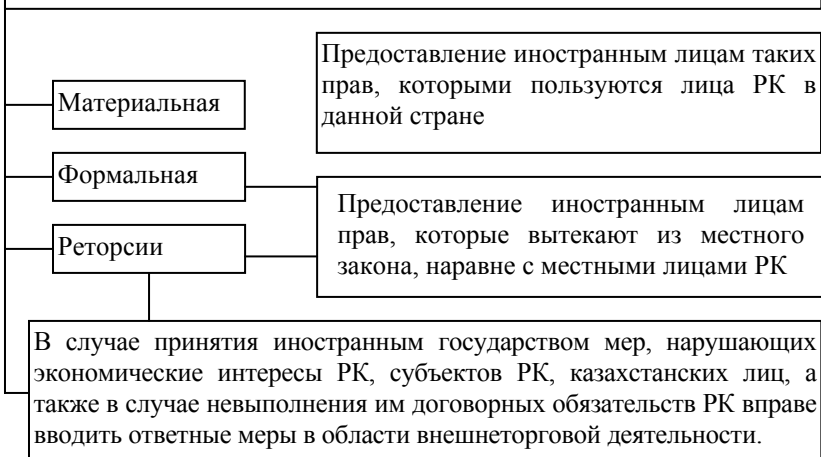 Предоставление иностранным лицам таких
прав, которыми пользуются лица РК в
данной стране
Материальная
Формальная
Предоставление иностранным лицам
прав, которые вытекают из местного
закона, наравне с местными лицами РК
Реторсии
В случае принятия иностранным государством мер, нарушающих
экономические интересы РК, субъектов РК, казахстанских лиц, а
также в случае невыполнения им договорных обязательств РК вправе
вводить ответные меры в области внешнеторговой деятельности.